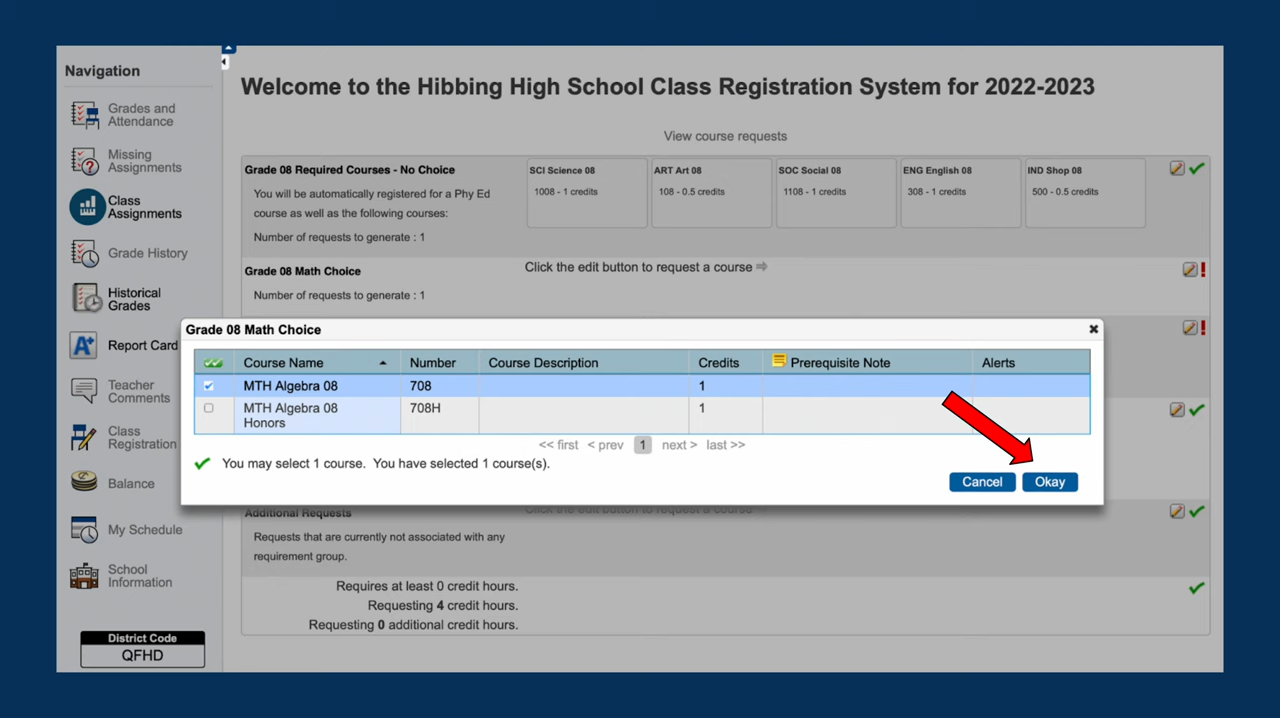 Navigation
Grades and
Attendance
Missing
Assignments
Class
Assignments
Grade History
Historical
Grades
Report Card
Teacher
Comments
Class
Registration
Balance
My Schedule
School
Information
District Code
QFHD
Welcome to the Hibbing High School Class Registration System for 2022-2023
View course requests
Grade 08 Required Courses - No Choice
You will be automatically registered for a Phy Ed
course as well as the following courses:
Number of requests to generate : 1
SCI Science 08
1008 - 1 credits
ART Art 08
108 - 0.5 credits
SOC Social 08
1108 - 1 credits
ENG English 08
308 - 1 credits
IND Shop 08
500 - 0.5 credits
Grade 08 Math Choice
Click the edit button to request a course
Number of requests to generate : 1
Grade 08 Math Choice
Course Name Number Course Description Credits Prerequisite Note Alerts
MTH Algebra 08 708 1
MTH Algebra 08 708H 1
Honors
<< first < prev 1 next > last >>
You may select 1 course. You have selected 1 course(s).
Cancel Okay
Additional Requests
Click the edit button to request a course
Requests that are currently not associated with any
requirement group.
Requires at least 0 credit hours.
Requesting 4 credit hours.
Requesting 0 additional credit hours.